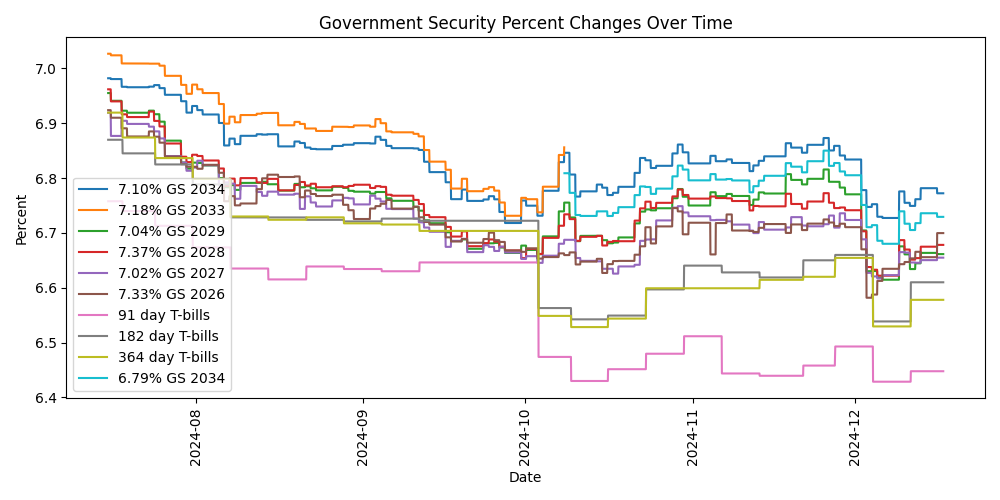 Government Security Percent Changes Over Time
Percent
7.0
6.9
6.8
6.7
6.6
6.5
6.4
7.10% GS 2034
7.18% GS 2033
7.04% GS 2029
7.37% GS 2028
7.02% GS 2027
7.33% GS 2026
91 day T-bills
182 day T-bills
364 day T-bills
6.79% GS 2034
2024-08
2024-09
2024-10
2024-11
2024-12
Date